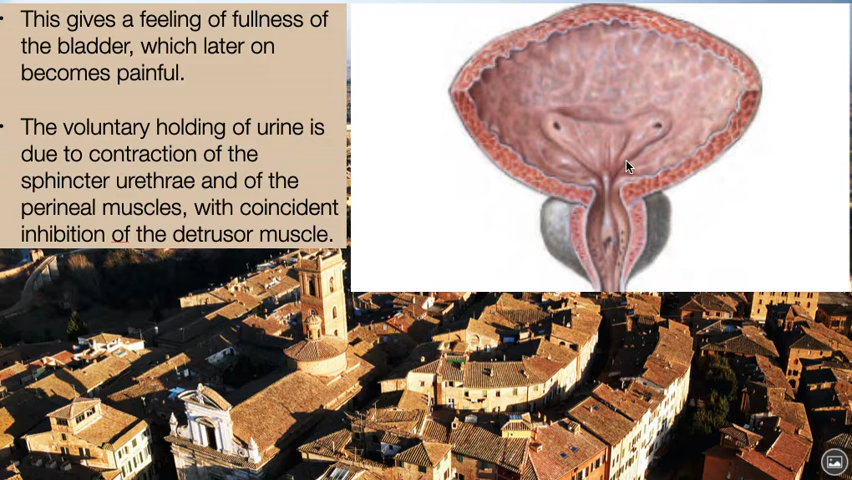 • This gives a feeling of fullness of
the bladder, which later on
becomes painful.
• The voluntary holding of urine is
due to contraction of the
sphincter urethrae and of the
perineal muscles, with coincident
inhibition of the detrusor muscle.